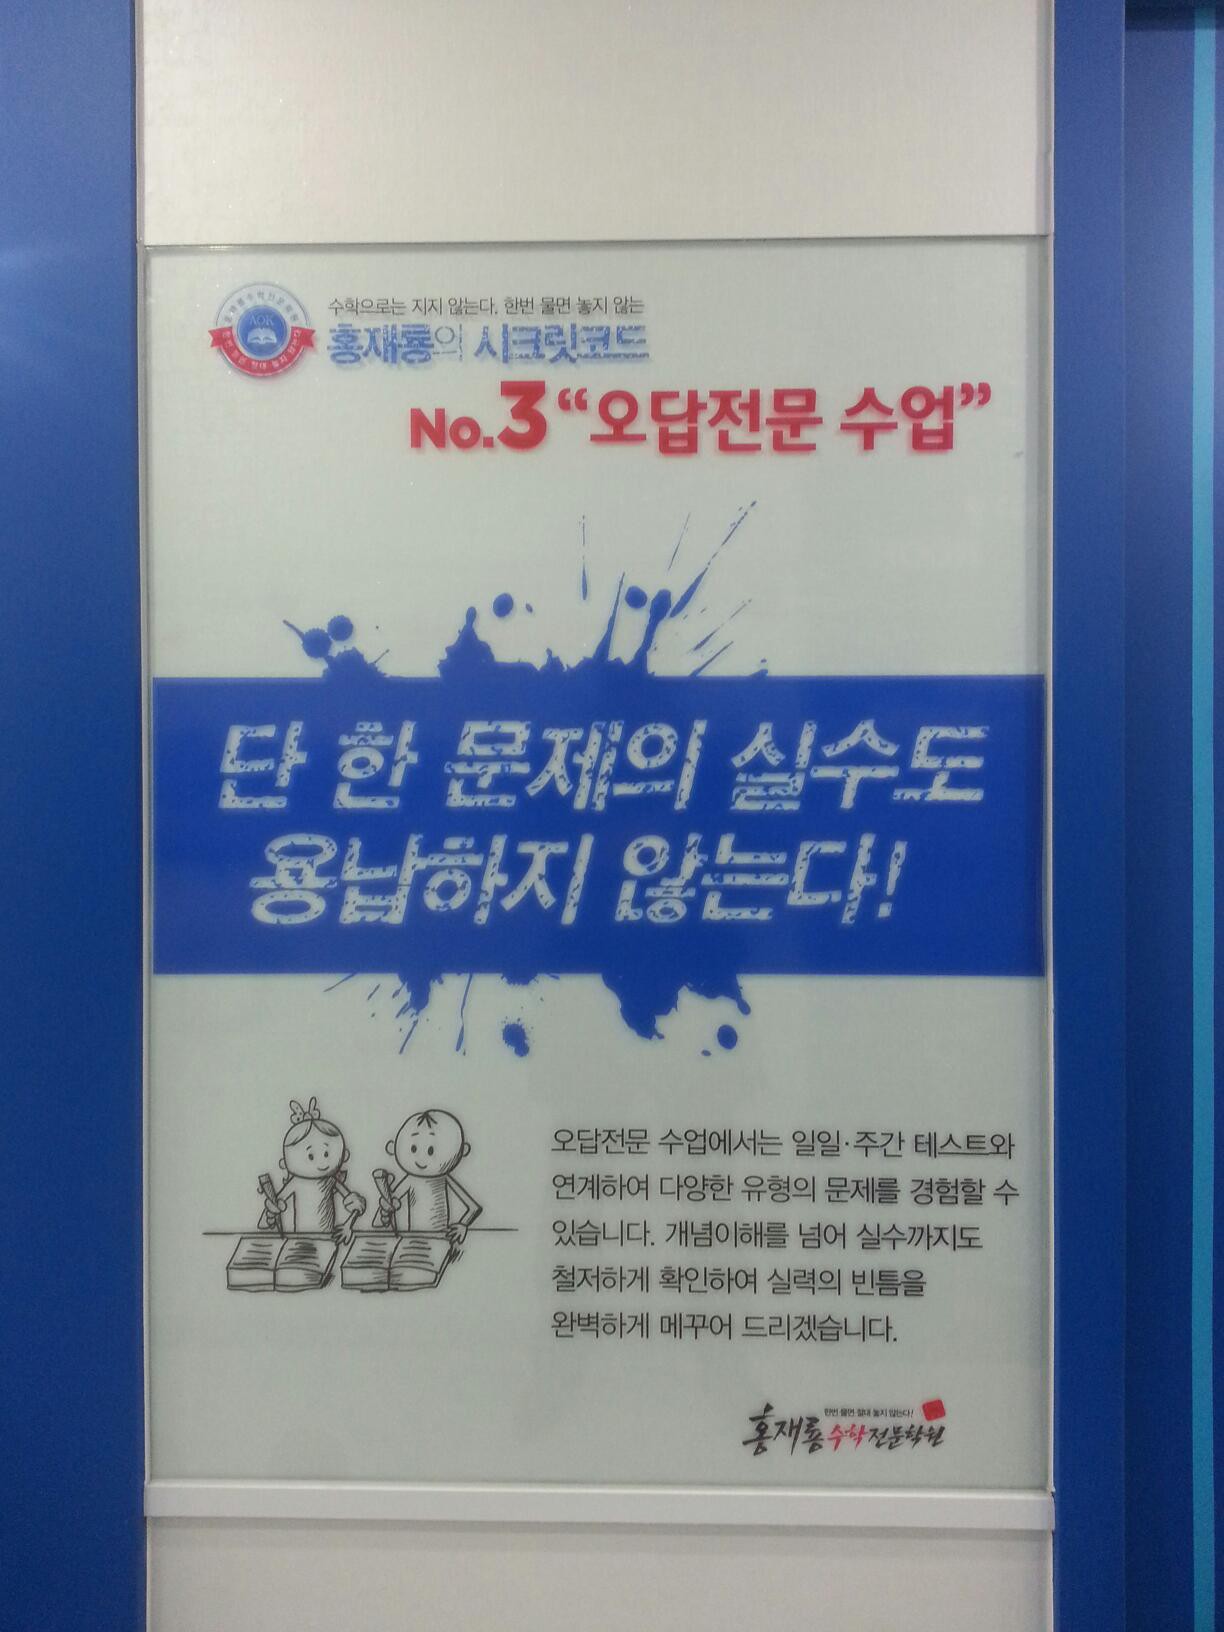 수학으로는 지지 않는다. 한번 물면 놓지 않는
홍재룡의 시크릿코드
No.3 “오답전문 수업”
단 한 문제의 실수도
용납하지 않는다!
오답전문 수업에서는 일일·주간 테스트와
연계하여 다양한 유형의 문제를 경험할 수
있습니다. 개념이해를 넘어 실수까지도
철저하게 확인하여 실력의 빈틈을
완벽하게 메꾸어 드리겠습니다.
한번 물면 절대 놓지 않는다!
홍재룡 수학전문학원